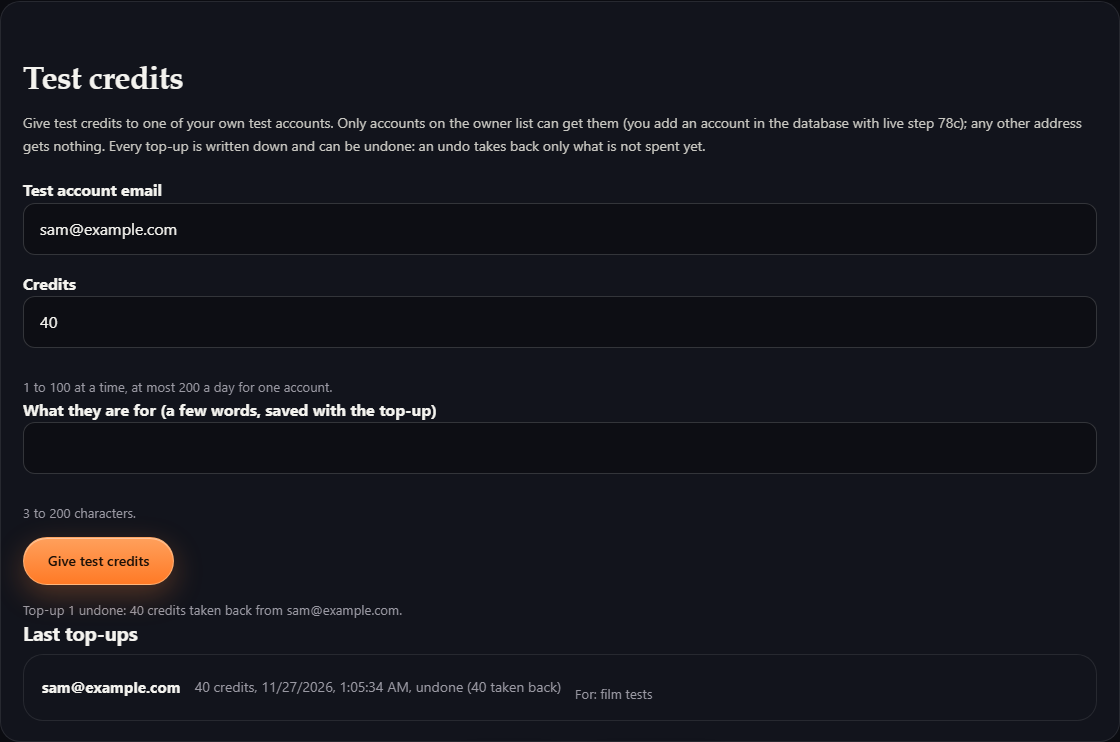 Test credits
Give test credits to one of your own test accounts. Only accounts on the owner list can get them (you add an account in the database with live step 78c); any other address
gets nothing. Every top-up is written down and can be undone: an undo takes back only what is not spent yet.
Test account email
sam@example.com
Credits
40
1 to 100 at a time, at most 200 a day for one account.
What they are for (a few words, saved with the top-up)
3 to 200 characters.
Give test credits
Top-up 1 undone: 40 credits taken back from sam@example.com.
Last top-ups
sam@example.com 40 credits, 11/27/2026, 1:05:34 AM, undone (40 taken back) For: film tests